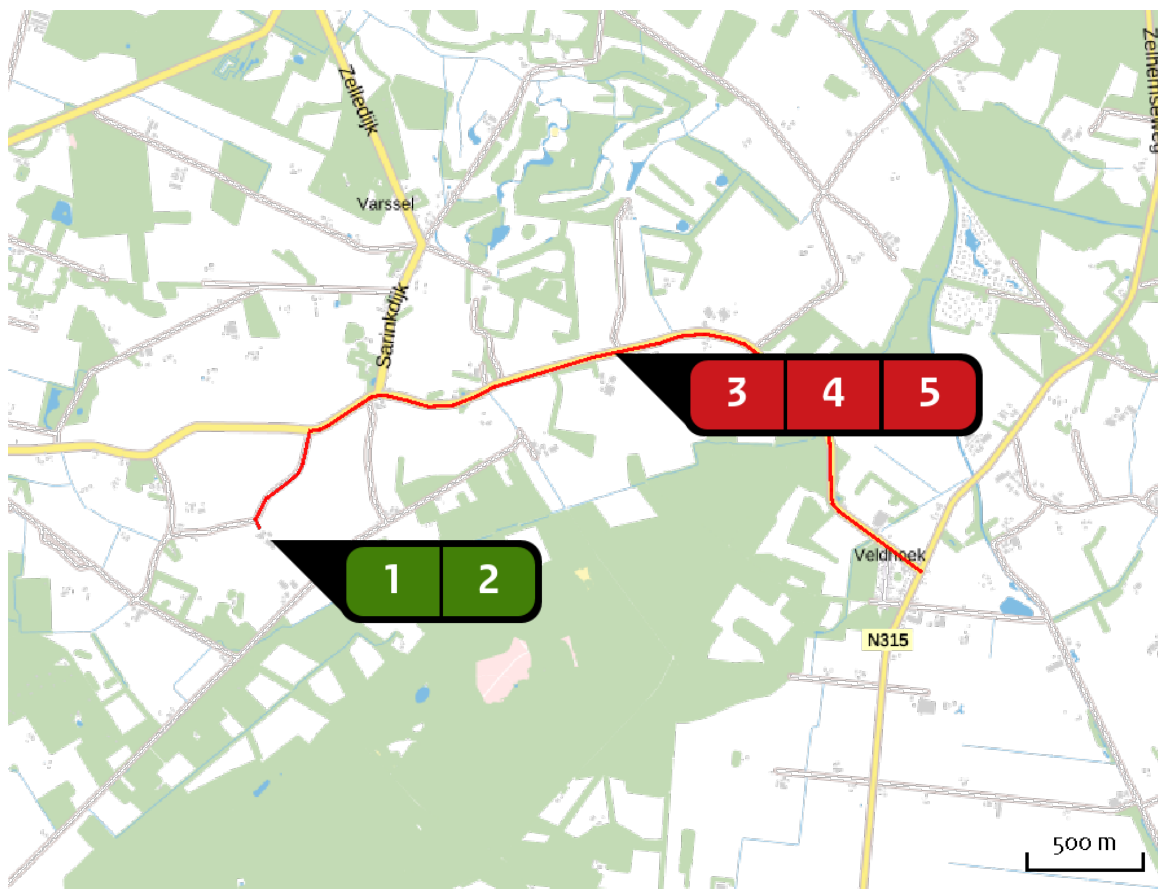 Zelledijk
Zelhemseweg
Varssel
Sarinkdijk
3 4 5
Veldhoek
1 2
N315
500 m